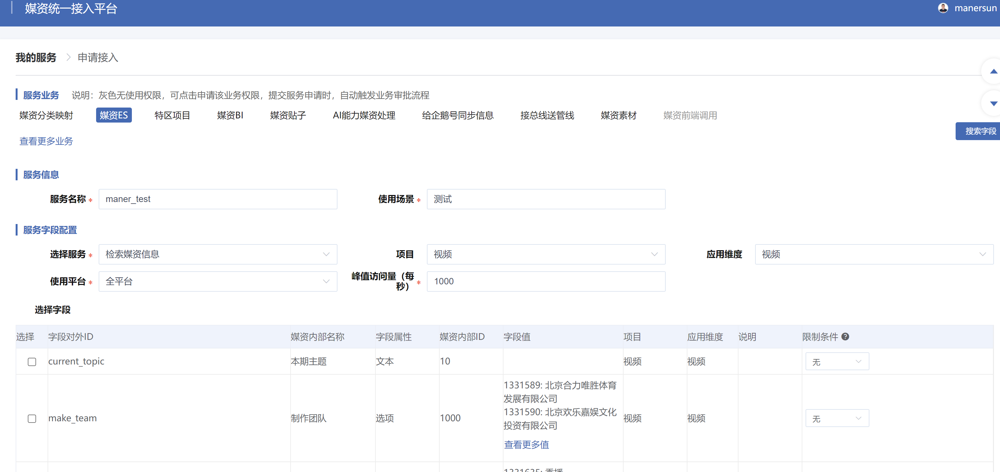 媒资统一接入平台
manersun
我的服务
申请接入
服务业务
说明：灰色无使用权限，可点击申请该业务权限，提交服务申请时，自动触发业务审批流程
媒资分类映射
媒资ES
特区项目
媒资BI
媒资贴子
AI能力媒资处理
给企鹅号同步信息
接总线送管线
媒资素材
媒资前端调用
搜索字段
查看更多业务
服务信息
服务名称 *
maner_test
使用场景 *
测试
服务字段配置
选择服务 *
检索媒资信息
项目
视频
应用维度
视频
使用平台 *
全平台
峰值访问量（每
秒） *
1000
选择字段
选择
字段对外ID
媒资内部名称
字段属性
媒资内部ID
字段值
项目
应用维度
说明
限制条件 ?
current_topic
本期主题
文本
10
视频
视频
无
make_team
制作团队
选项
1000
1331589: 北京合力唯胜体育
发展有限公司
1331590: 北京欢乐嘉娱文化
投资有限公司
查看更多值
视频
视频
无